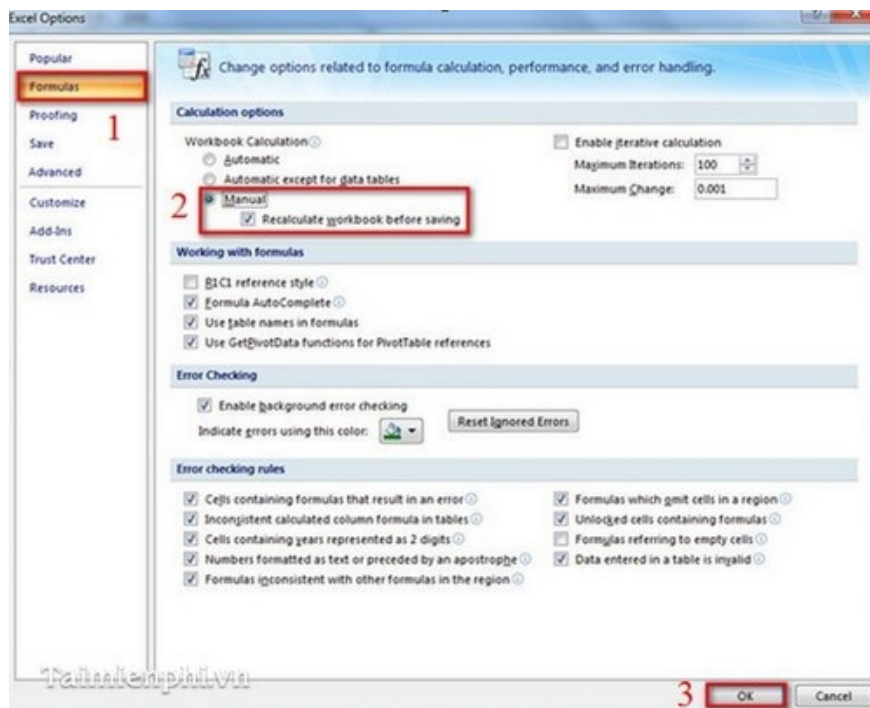 Excel Options
Popular
Formulas
1
Proofing
Save
Advanced
Customize
Add-Ins
Trust Center
Resources
Change options related to formula calculation, performance, and error handling.
Calculation options
Workbook Calculation
Automatic
Automatic except for data tables
2
Manual
Recalculate workbook before saving
Enable iterative calculation
Maximum Iterations: 100
Maximum Change: 0.001
Working with formulas
R1C1 reference style
Formula AutoComplete
Use table names in formulas
Use GetPivotData functions for PivotTable references
Error Checking
Enable background error checking
Indicate errors using this color:
Reset Ignored Errors
Error checking rules
Cells containing formulas that result in an error
Inconsistent calculated column formula in tables
Cells containing years represented as 2 digits
Numbers formatted as text or preceded by an apostrophe
Formulas inconsistent with other formulas in the region
Formulas which omit cells in a region
Unlocked cells containing formulas
Formulas referring to empty cells
Data entered in a table is invalid
Taimienphi.vn
3
OK
Cancel